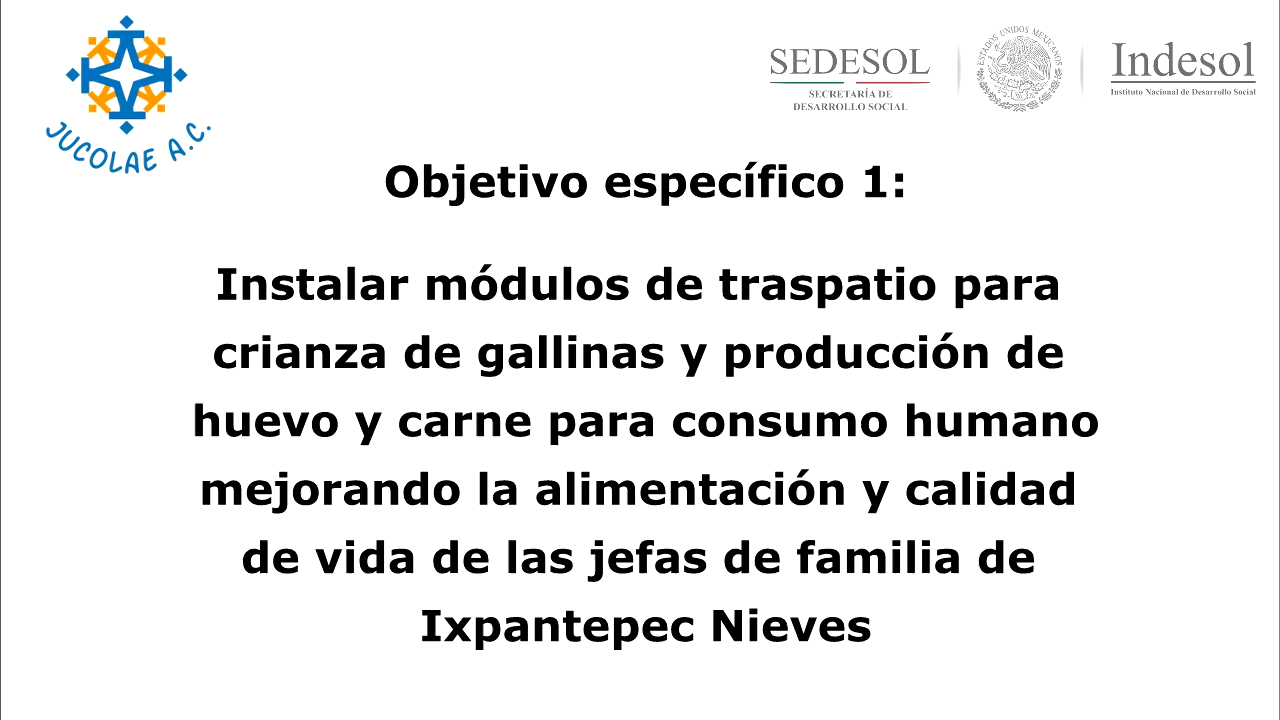 JUCOLAE A.C.
SEDESOL
SECRETARÍA DE
DESARROLLO SOCIAL
ESTADOS UNIDOS MEXICANOS
Indesol
Instituto Nacional de Desarrollo Social
Objetivo específico 1:
Instalar módulos de traspatio para
crianza de gallinas y producción de
huevo y carne para consumo humano
mejorando la alimentación y calidad
de vida de las jefas de familia de
Ixpantepec Nieves